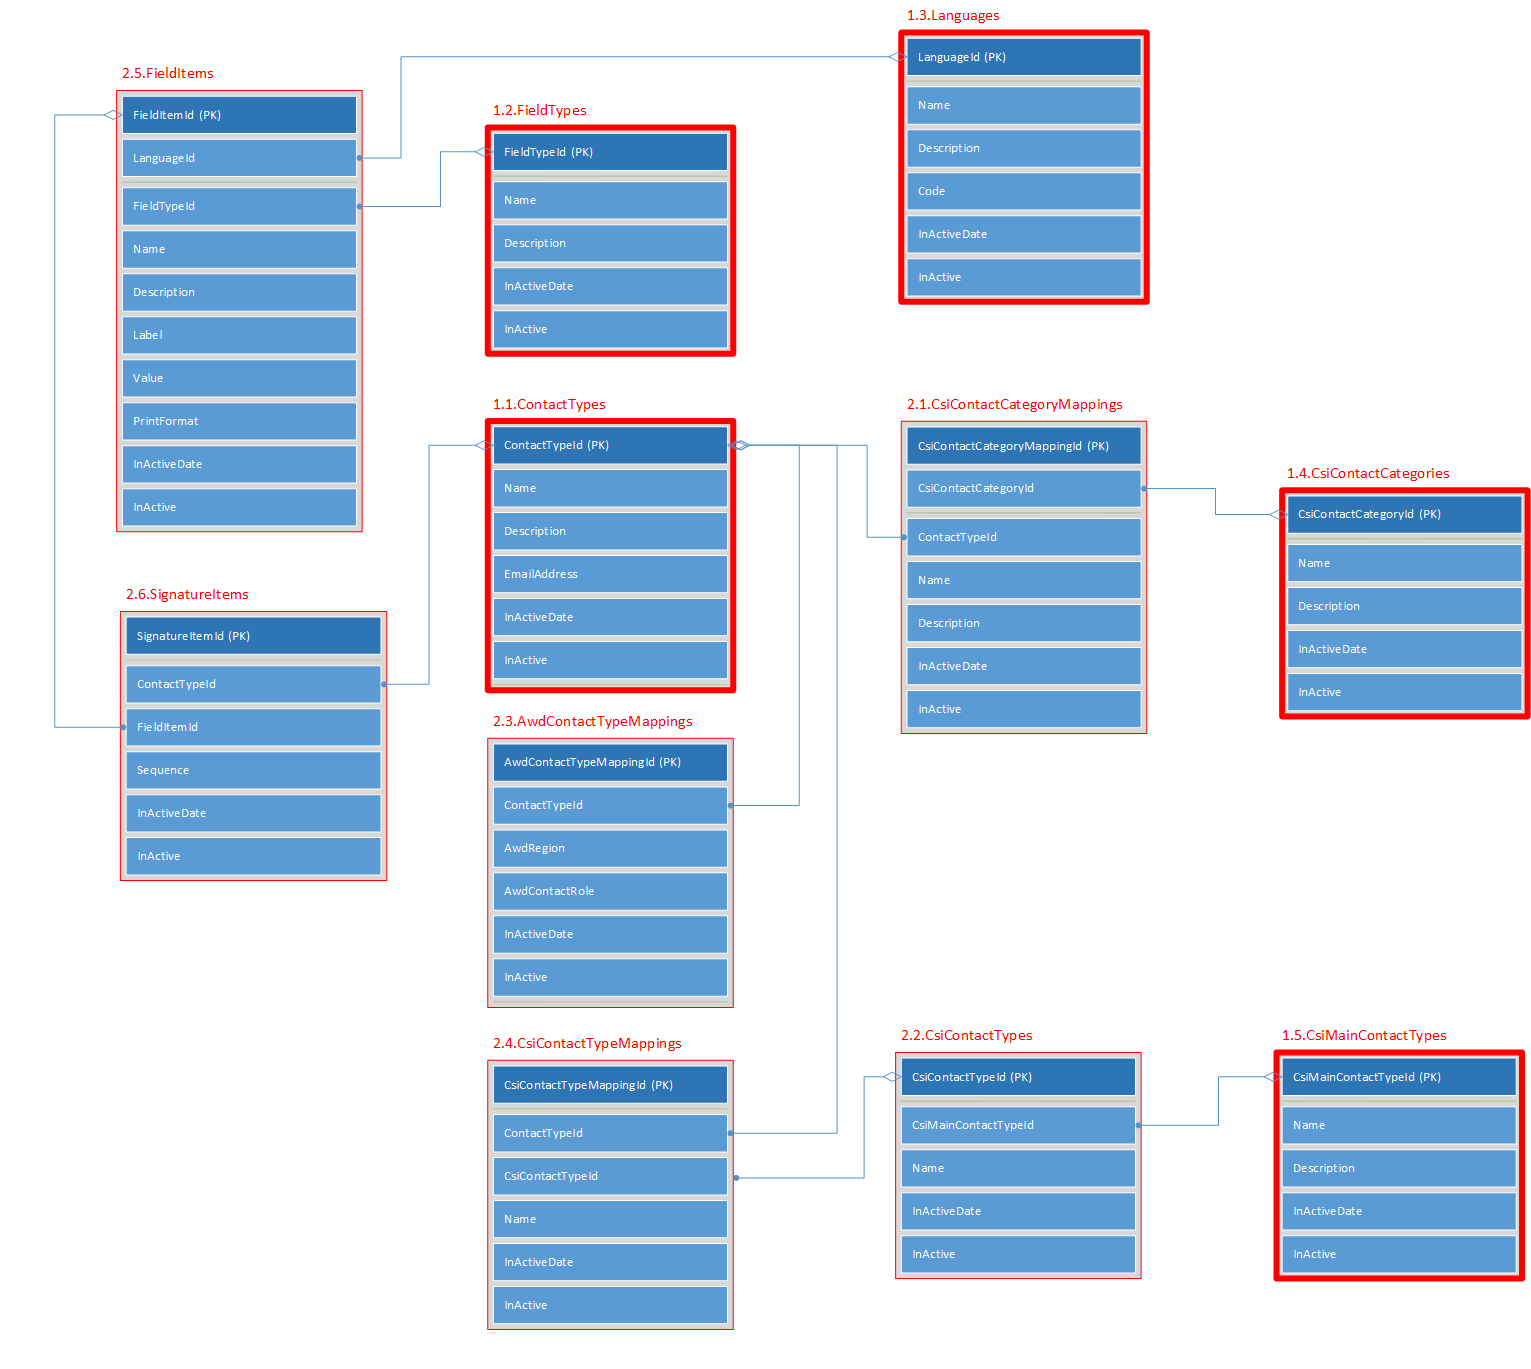 2.5.FieldItems
FieldItemId (PK)
LanguageId
FieldTypeId
Name
Description
Label
Value
PrintFormat
InActiveDate
InActive
1.2.FieldTypes
FieldTypeId (PK)
Name
Description
InActiveDate
InActive
1.3.Languages
LanguageId (PK)
Name
Description
Code
InActiveDate
InActive
1.1.ContactTypes
ContactTypeId (PK)
Name
Description
EmailAddress
InActiveDate
InActive
2.1.CsiContactCategoryMappings
CsiContactCategoryMappingId (PK)
CsiContactCategoryId
ContactTypeId
Name
Description
InActiveDate
InActive
1.4.CsiContactCategories
CsiContactCategoryId (PK)
Name
Description
InActiveDate
InActive
2.6.SignatureItems
SignatureItemId (PK)
ContactTypeId
FieldItemId
Sequence
InActiveDate
InActive
2.3.AwdContactTypeMappings
AwdContactTypeMappingId (PK)
ContactTypeId
AwdRegion
AwdContactRole
InActiveDate
InActive
2.4.CsiContactTypeMappings
CsiContactTypeMappingId (PK)
ContactTypeId
CsiContactTypeId
Name
InActiveDate
InActive
2.2.CsiContactTypes
CsiContactTypeId (PK)
CsiMainContactTypeId
Name
InActiveDate
InActive
1.5.CsiMainContactTypes
CsiMainContactTypeId (PK)
Name
Description
InActiveDate
InActive